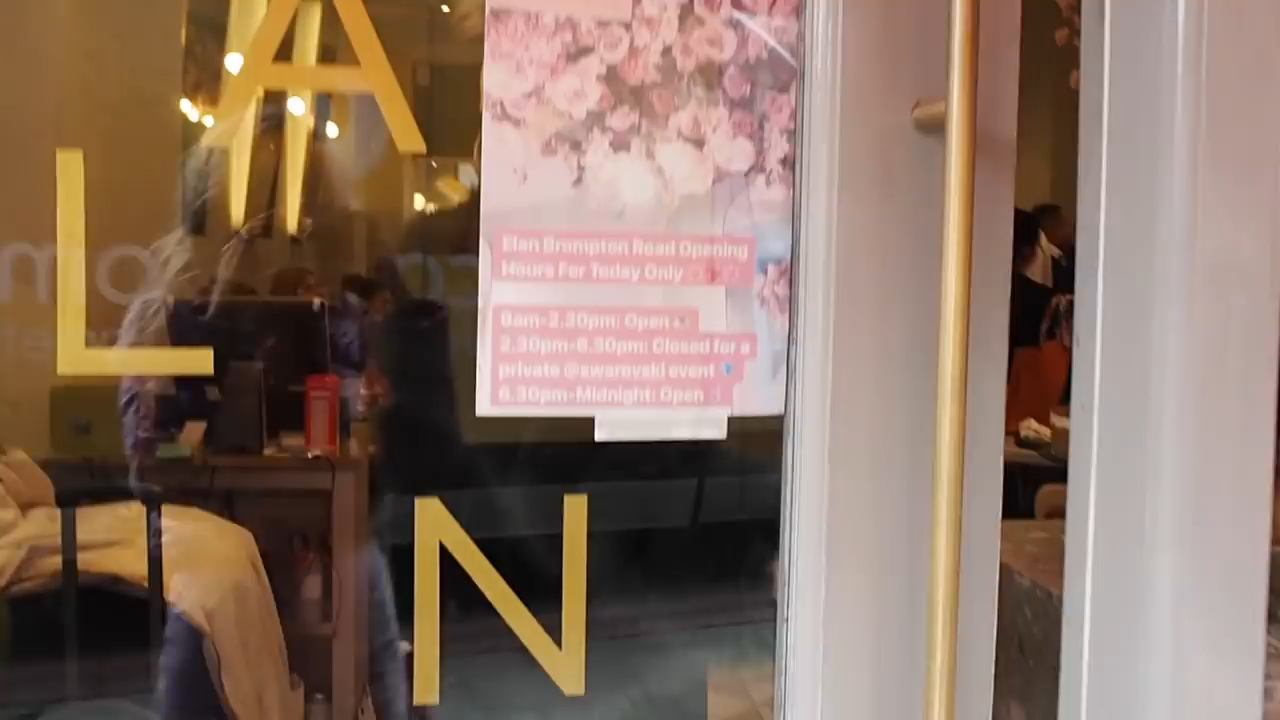 A
L
N
Elan Brompton Road Opening
Hours For Today Only
8am-2.30pm: Open
2.30pm-6.30pm: Closed for a
private @swarovski event
6.30pm-Midnight: Open